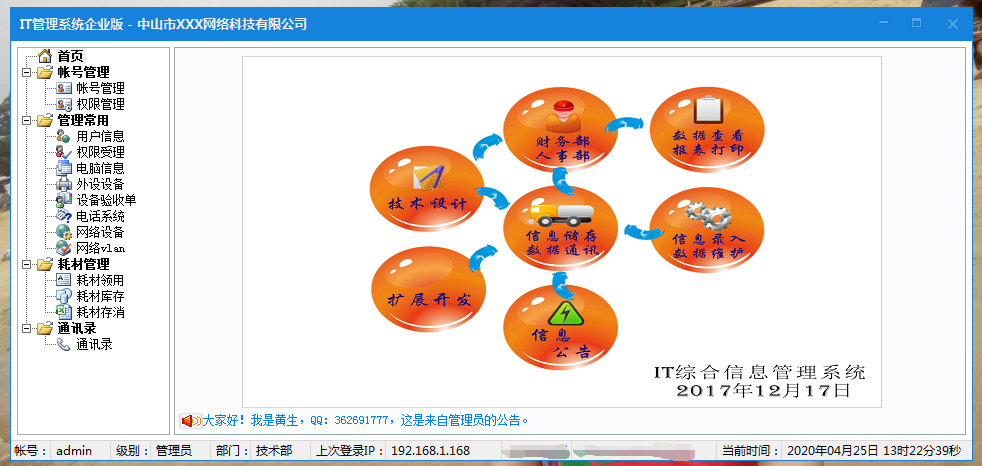 IT管理系统企业版 - 中山市XXX网络科技有限公司
首页
帐号管理
帐号管理
权限管理
管理常用
用户信息
权限受理
电脑信息
外设设备
设备验收单
电话系统
网络设备
网络vlan
耗材管理
耗材领用
耗材库存
耗材存消
通讯录
通讯录
财务部
人事部
数据查看
报表打印
技术设计
信息储存
数据通讯
信息录入
数据维护
扩展开发
信息
公告
IT综合信息管理系统
2017年12月17日
大家好！我是黄生，QQ：362691777，这是来自管理员的公告。
帐号： admin 级别： 管理员 部门： 技术部 上次登录IP： 192.168.1.168 当前时间： 2020年04月25日 13时22分39秒